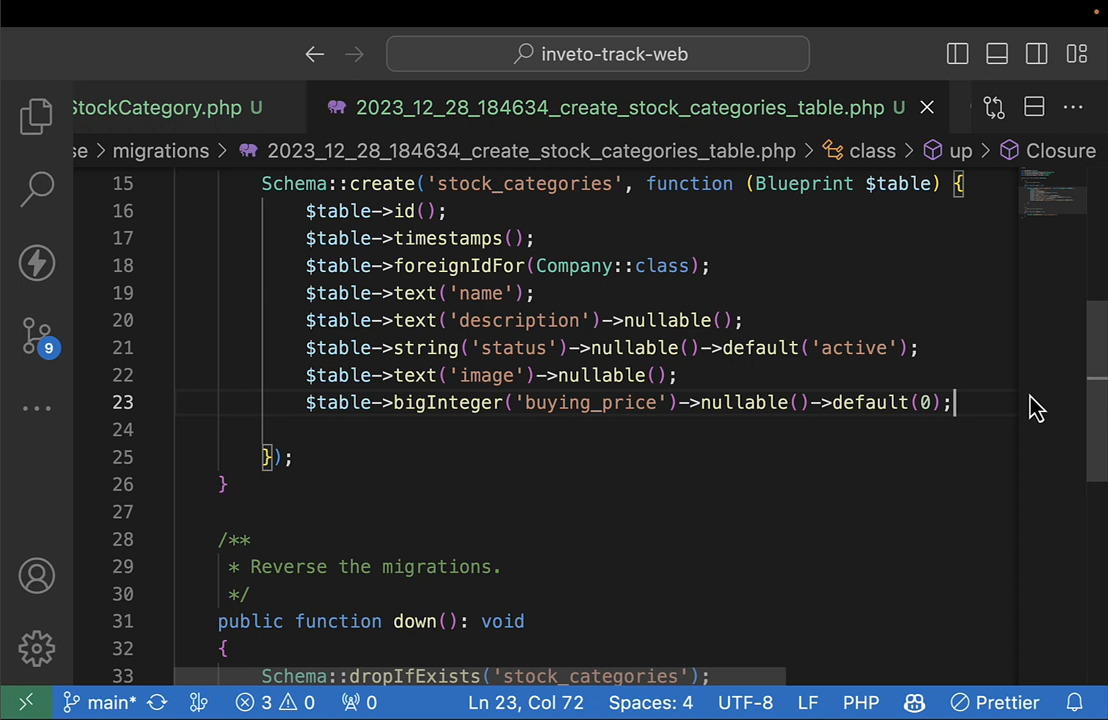 inveto-track-web
StockCategory.php U
2023_12_28_184634_create_stock_categories_table.php U
se > migrations > 2023_12_28_184634_create_stock_categories_table.php > class > up > Closure
15 Schema::create('stock_categories', function (Blueprint $table) {
16 $table->id();
17 $table->timestamps();
18 $table->foreignIdFor(Company::class);
19 $table->text('name');
20 $table->text('description')->nullable();
21 $table->string('status')->nullable()->default('active');
22 $table->text('image')->nullable();
23 $table->bigInteger('buying_price')->nullable()->default(0);
24
25 });
26 }
27
28 /**
29 * Reverse the migrations.
30 */
31 public function down(): void
32 {
33 Schema::dropIfExists('stock_categories');
9
main* 3 0 0 Ln 23, Col 72 Spaces: 4 UTF-8 LF PHP Prettier